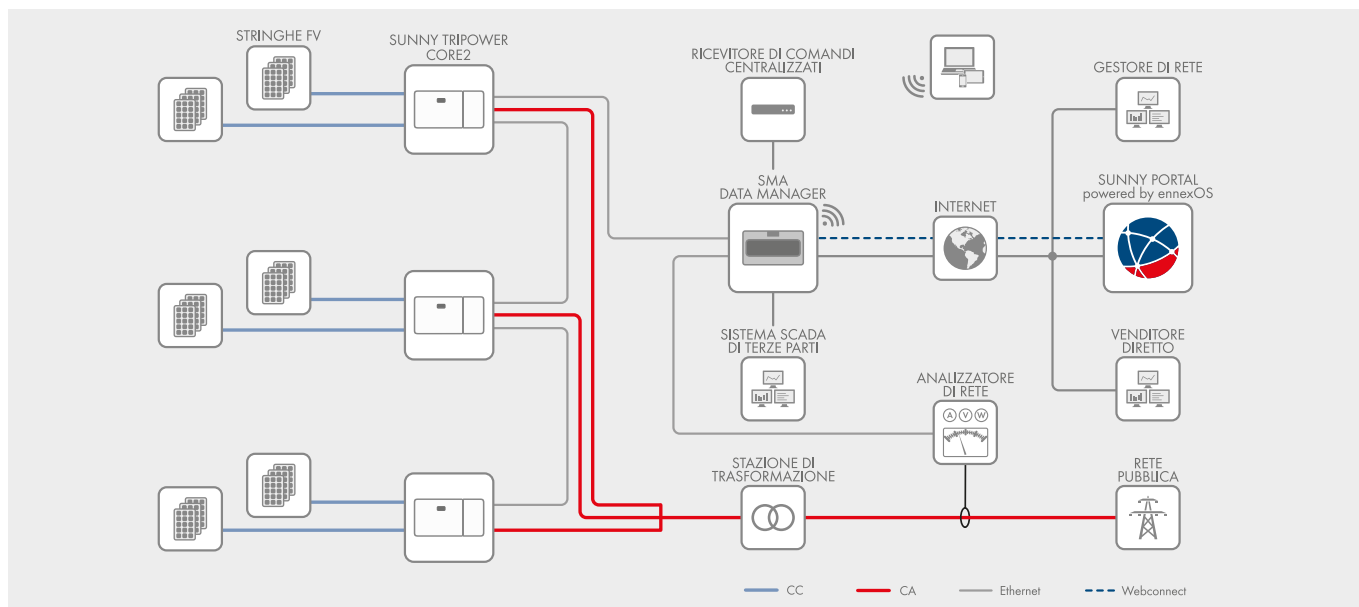 STRINGHE FV
SUNNY TRIPOWER
CORE2
RICEVITORE DI COMANDI
CENTRALIZZATI
GESTORE DI RETE
SMA
DATA MANAGER
INTERNET
SUNNY PORTAL
powered by ennexOS
SISTEMA SCADA
DI TERZE PARTI
VENDITORE
DIRETTO
ANALIZZATORE
DI RETE
A V W
STAZIONE DI
TRASFORMAZIONE
RETE
PUBBLICA
CC
CA
Ethernet
Webconnect